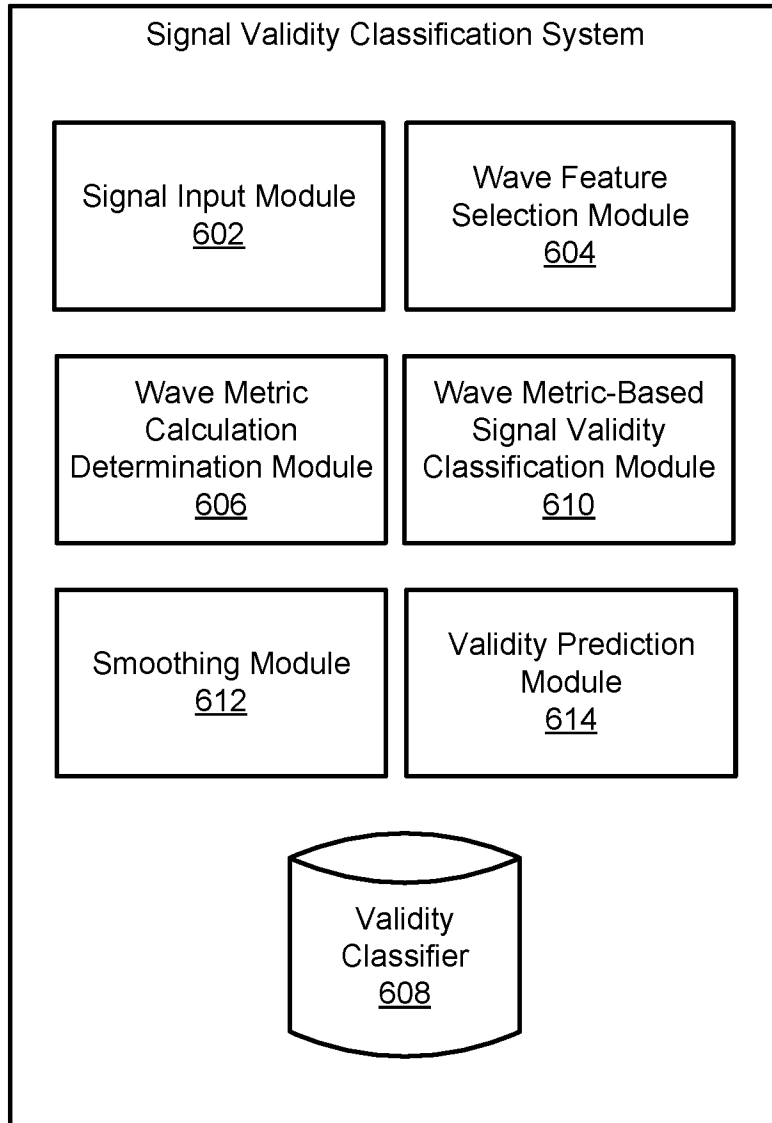 Signal Validity Classification System
Signal Input Module
602
Wave Feature
Selection Module
604
Wave Metric
Calculation
Determination Module
606
Wave Metric-Based
Signal Validity
Classification Module
610
Smoothing Module
612
Validity Prediction
Module
614
Validity
Classifier
608